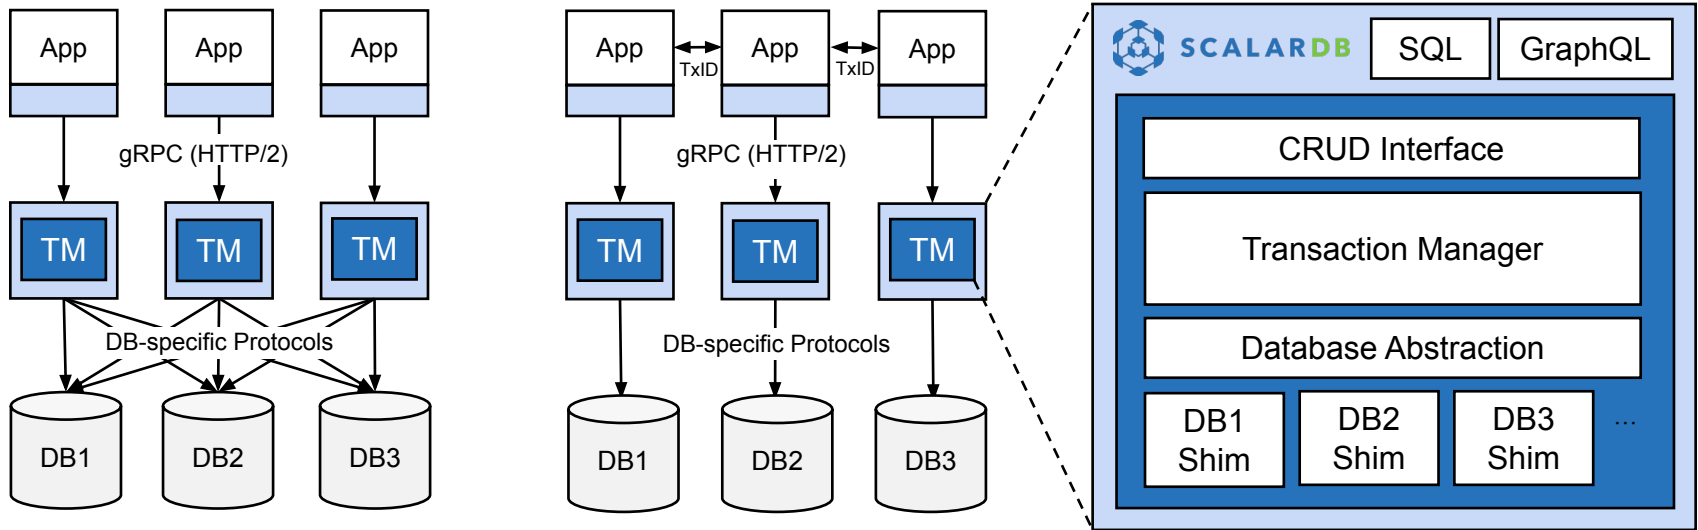 App
App
App
gRPC (HTTP/2)
TM
TM
TM
DB-specific Protocols
DB1
DB2
DB3
App
App
App
TxID
TxID
gRPC (HTTP/2)
TM
TM
TM
DB-specific Protocols
DB1
DB2
DB3
SCALARDB
SQL
GraphQL
CRUD Interface
Transaction Manager
Database Abstraction
DB1
Shim
DB2
Shim
DB3
Shim
...